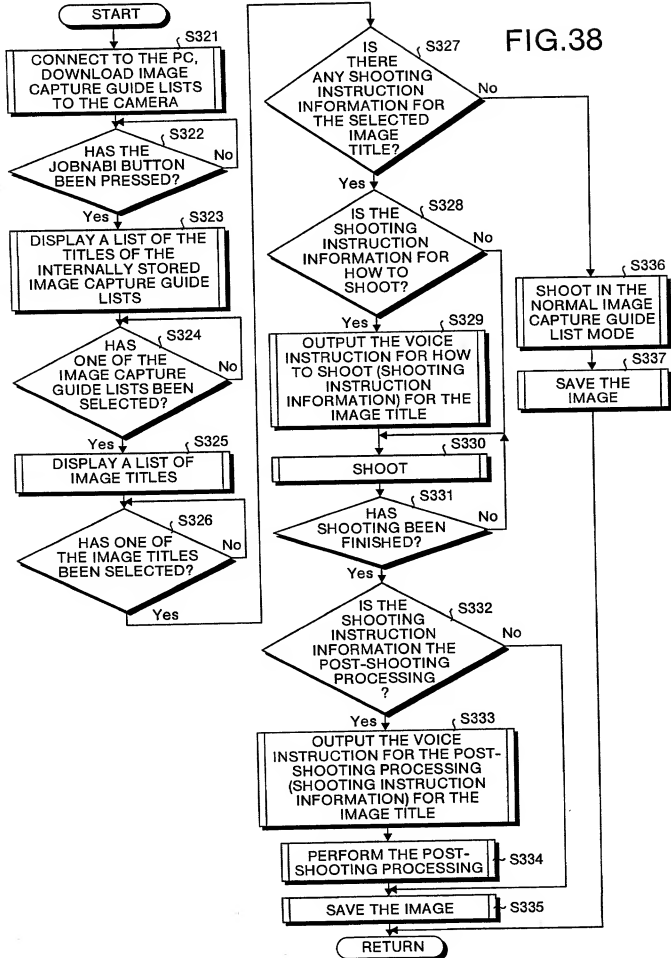 FIG.38
START
S321
CONNECT TO THE PC,
DOWNLOAD IMAGE
CAPTURE GUIDE LISTS
TO THE CAMERA
S322
HAS THE
JOBNABI BUTTON
BEEN PRESSED?
No
Yes
S323
DISPLAY A LIST OF THE
TITLES OF THE
INTERNALLY STORED
IMAGE CAPTURE GUIDE
LISTS
S324
HAS
ONE OF THE
IMAGE CAPTURE
GUIDE LISTS BEEN
SELECTED?
No
Yes
S325
DISPLAY A LIST OF
IMAGE TITLES
S326
HAS ONE OF
THE IMAGE TITLES
BEEN SELECTED?
No
Yes
S327
IS
THERE
ANY SHOOTING
INSTRUCTION
INFORMATION FOR
THE SELECTED
IMAGE
TITLE?
No
Yes
S328
IS THE
SHOOTING
INSTRUCTION
INFORMATION FOR
HOW TO
SHOOT?
No
Yes
S329
OUTPUT THE VOICE
INSTRUCTION FOR HOW
TO SHOOT (SHOOTING
INSTRUCTION
INFORMATION) FOR THE
IMAGE TITLE
S330
SHOOT
S331
HAS
SHOOTING BEEN
FINISHED?
No
Yes
S332
IS THE
SHOOTING
INSTRUCTION
INFORMATION THE
POST-SHOOTING
PROCESSING
?
No
Yes
S333
OUTPUT THE VOICE
INSTRUCTION FOR THE POST-
SHOOTING PROCESSING
(SHOOTING INSTRUCTION
INFORMATION) FOR THE
IMAGE TITLE
PERFORM THE POST-
SHOOTING PROCESSING
S334
SAVE THE IMAGE
S335
RETURN
S336
SHOOT IN THE
NORMAL IMAGE
CAPTURE GUIDE
LIST MODE
S337
SAVE THE
IMAGE